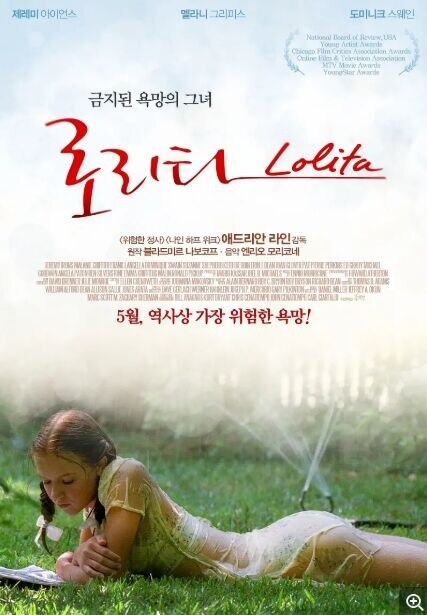 제레미 아이언스 멜라니 그리피스 도미니크 스웨인
National Board of Review, USA
Young Artist Awards
Chicago Film Critics Association Awards
Online Film & Television Association
MTV Movie Awards
YoungStar Awards
금지된 욕망의 그녀
로리타 Lolita
<위험한 정사> <나인 하프 위크> 애드리안 라인 감독
원작 블라드미르 나보코프 · 음악 엔리오 모리코네
5월, 역사상 가장 위험한 욕망!